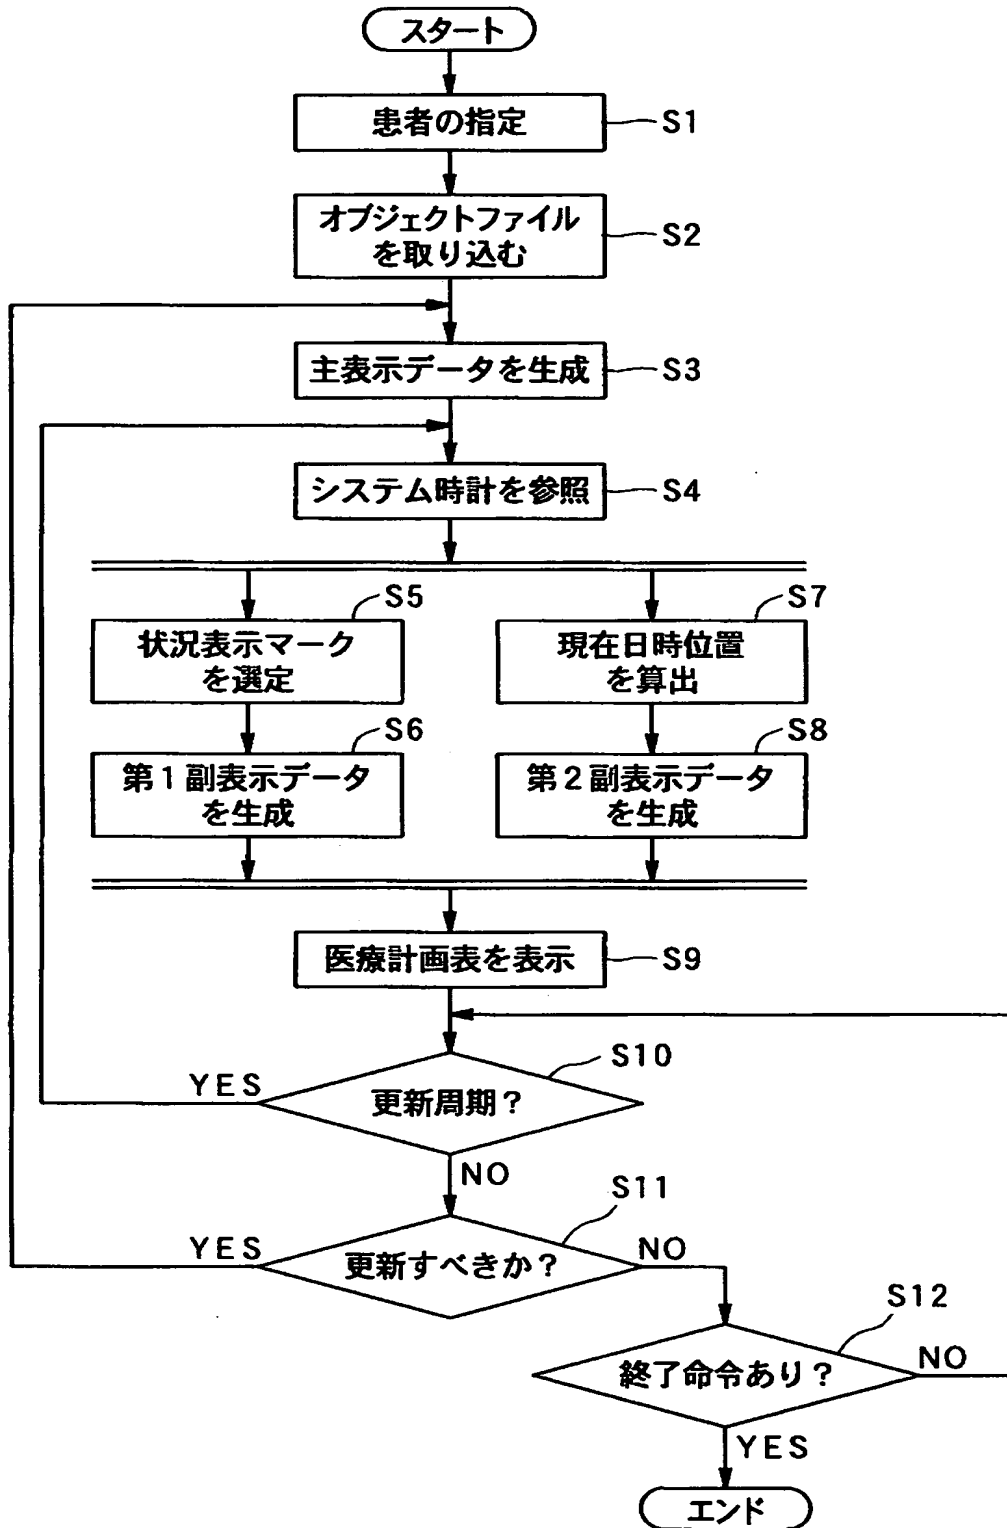 スタート
患者の指定
S1
オブジェクトファイル
を取り込む
S2
主表示データを生成
S3
システム時計を参照
S4
S5
状況表示マーク
を選定
S7
現在日時位置
を算出
S6
第1副表示データ
を生成
S8
第2副表示データ
を生成
医療計画表を表示
S9
S10
YES
更新周期?
NO
S11
YES
更新すべきか?
NO
S12
終了命令あり?
NO
YES
エンド